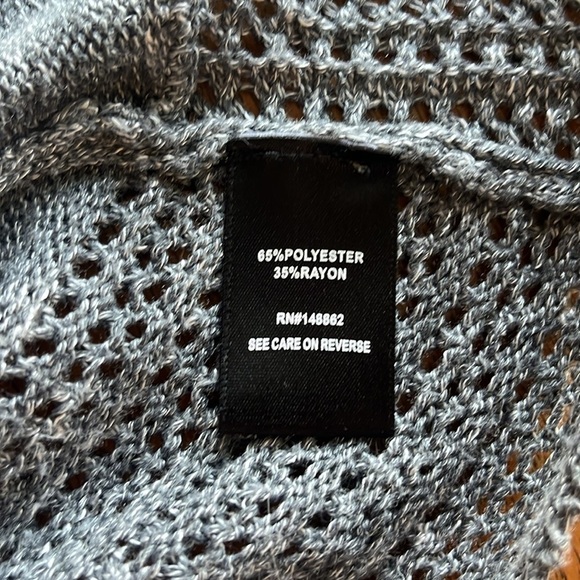 65%POLYESTER
35%RAYON
RN#148862
SEE CARE ON REVERSE